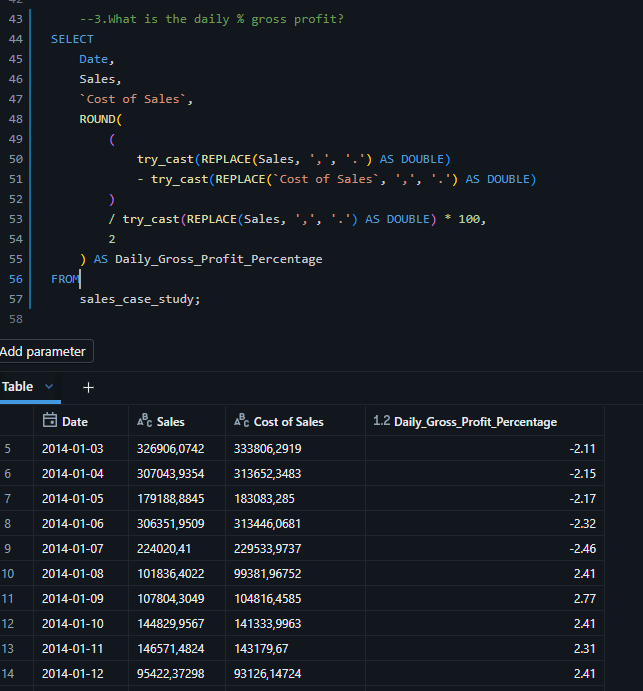 42
43 --3.What is the daily % gross profit?
44 SELECT
45 Date,
46 Sales,
47 `Cost of Sales`,
48 ROUND(
49 (
50 try_cast(REPLACE(Sales, ',', '.') AS DOUBLE)
51 - try_cast(REPLACE(`Cost of Sales`, ',', '.') AS DOUBLE)
52 )
53 / try_cast(REPLACE(Sales, ',', '.') AS DOUBLE) * 100,
54 2
55 ) AS Daily_Gross_Profit_Percentage
56 FROM
57 sales_case_study;
58
Add parameter
Table +
Date ABC Sales ABC Cost of Sales 1.2 Daily_Gross_Profit_Percentage
5 2014-01-03 326906,0742 333806,2919 -2.11
6 2014-01-04 307043,9354 313652,3483 -2.15
7 2014-01-05 179188,8845 183083,285 -2.17
8 2014-01-06 306351,9509 313446,0681 -2.32
9 2014-01-07 224020,41 229533,9737 -2.46
10 2014-01-08 101836,4022 99381,96752 2.41
11 2014-01-09 107804,3049 104816,4585 2.77
12 2014-01-10 144829,9567 141333,9963 2.41
13 2014-01-11 146571,4824 143179,67 2.31
14 2014-01-12 95422,37298 93126,14724 2.41